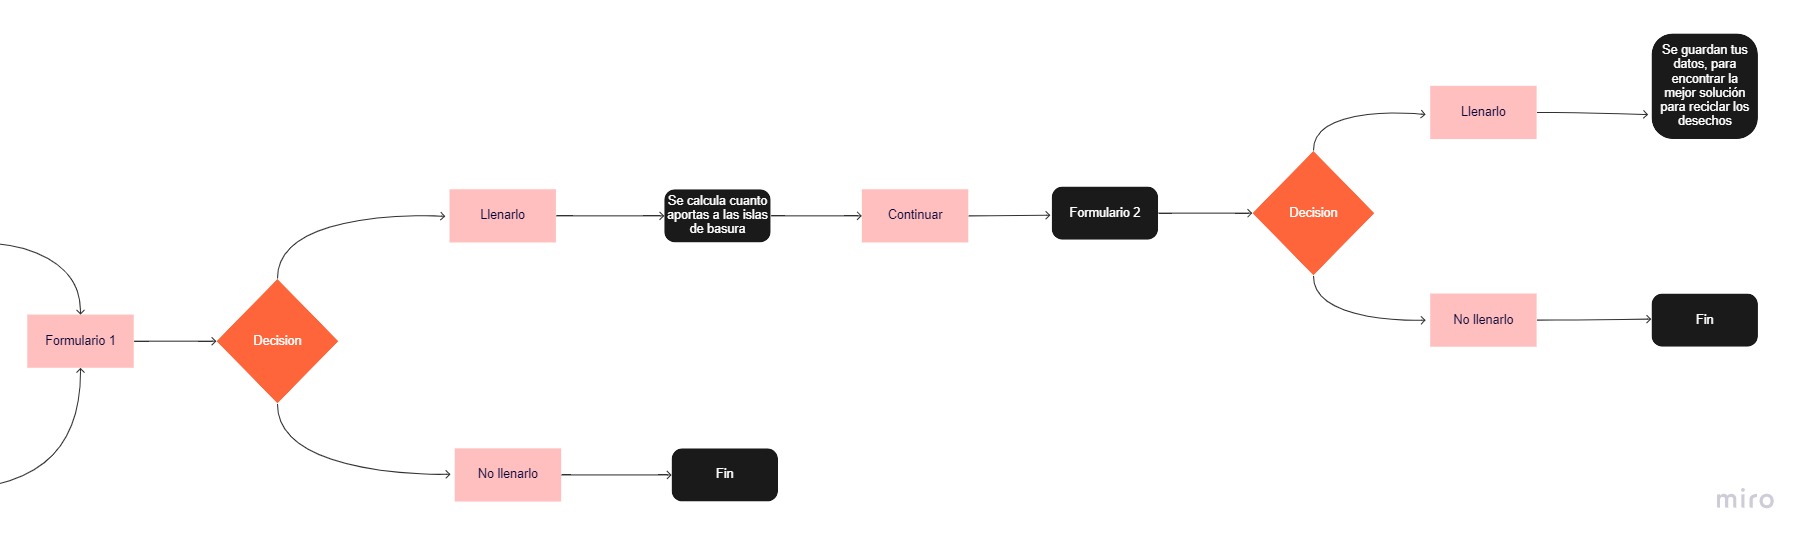 Formulario 1
Decision
Llenarlo
Se calcula cuanto
aportas a las islas
de basura
Continuar
Formulario 2
Decision
Llenarlo
Se guardan tus
datos, para
encontrar la
mejor solución
para reciclar los
desechos
No llenarlo
Fin
No llenarlo
Fin
miro